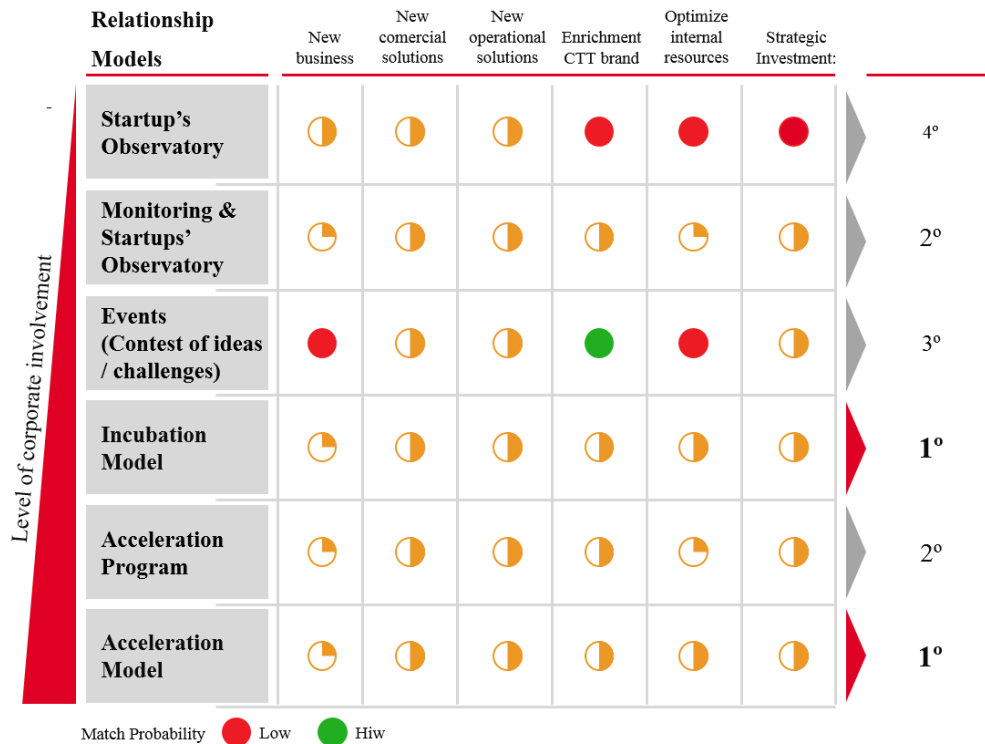 Relationship
Models
New
business
New
comercial
solutions
New
operational
solutions
Enrichment
CTT brand
Optimize
internal
resources
Strategic
Investment:
Level of corporate involvement
-
Startup’s
Observatory
4º
Monitoring &
Startups’
Observatory
2º
Events
(Contest of ideas
/ challenges)
3º
Incubation
Model
1º
Acceleration
Program
2º
Acceleration
Model
1º
Match Probability Low Hiw